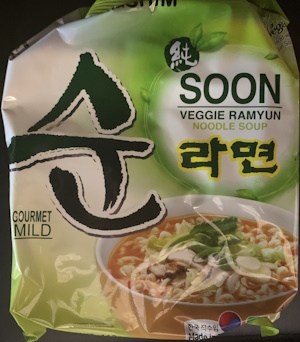 純
SOON
VEGGIE RAMYUN
NOODLE SOUP
순
라면
GOURMET
MILD